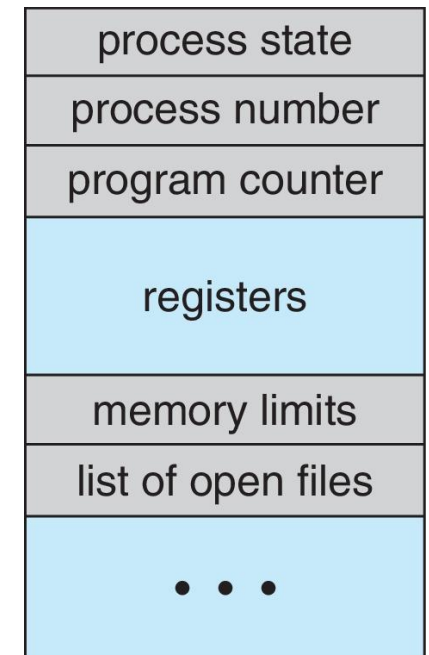 process state
process number
program counter
registers
memory limits
list of open files
• • •